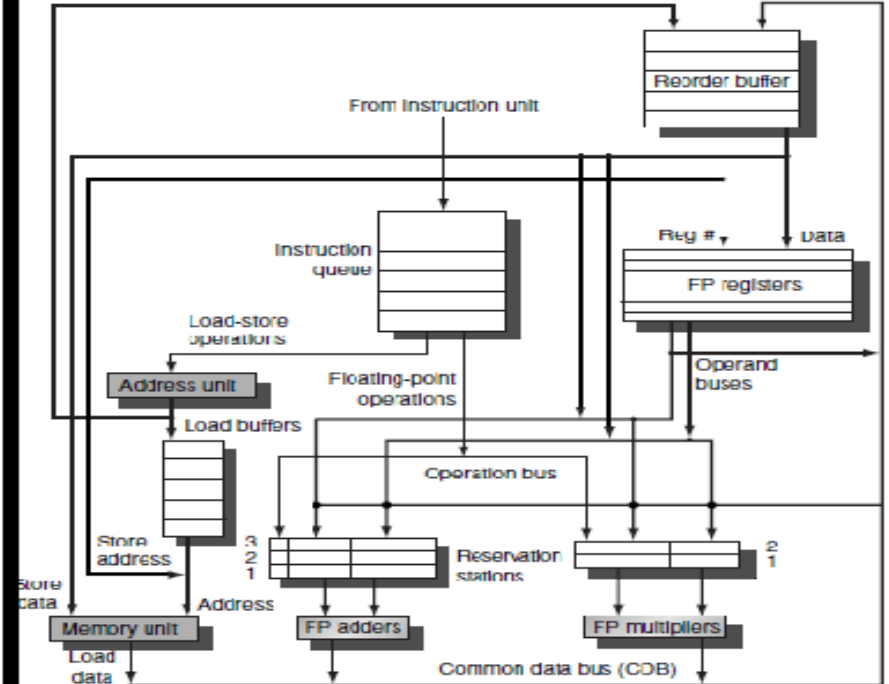 Reorder buffer
From instruction unit
Reg #
Data
Instruction
queue
FP registers
Load-store
operations
Operand
buses
Address unit
Floating-point
operations
Load buffers
Operation bus
Store
address
3
2
1
Reservation
stations
2
1
Store
data
Address
Memory unit
FP adders
FP multipliers
Load
data
Common data bus (CDB)